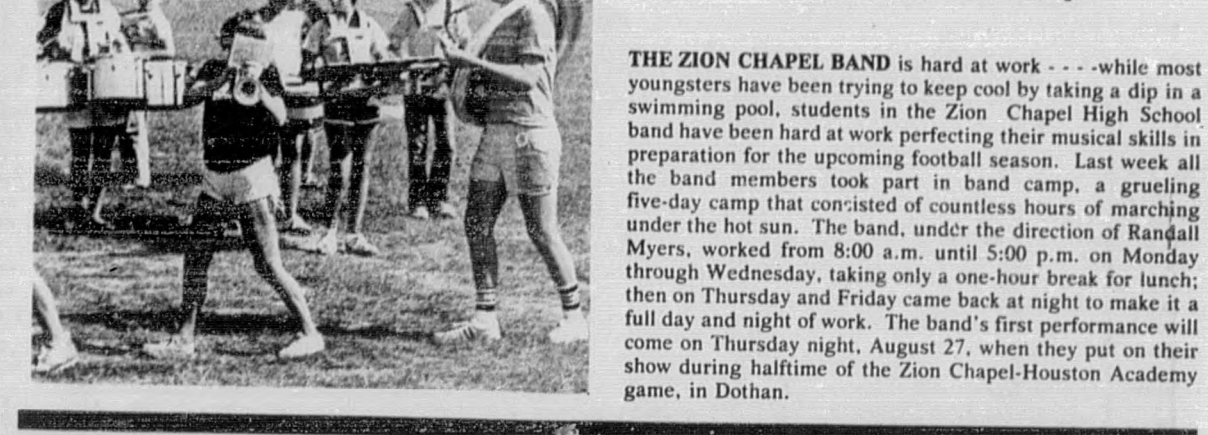 THE ZION CHAPEL BAND is hard at work - - - -while most
youngsters have been trying to keep cool by taking a dip in a
swimming pool, students in the Zion Chapel High School
band have been hard at work perfecting their musical skills in
preparation for the upcoming football season. Last week all
the band members took part in band camp, a grueling
five-day camp that consisted of countless hours of marching
under the hot sun. The band, under the direction of Randall
Myers, worked from 8:00 a.m. until 5:00 p.m. on Monday
through Wednesday, taking only a one-hour break for lunch;
then on Thursday and Friday came back at night to make it a
full day and night of work. The band's first performance will
come on Thursday night, August 27, when they put on their
show during halftime of the Zion Chapel-Houston Academy
game, in Dothan.